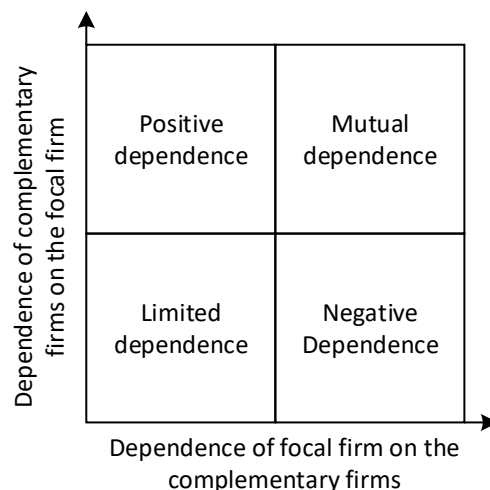 Dependence of complementary
firms on the focal firm
Positive
dependence
Mutual
dependence
Limited
dependence
Negative
Dependence
Dependence of focal firm on the
complementary firms